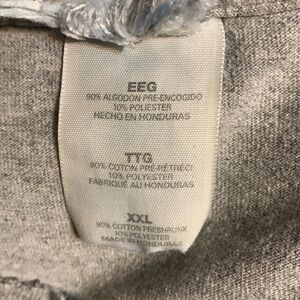 EEG
90% ALGODON PRE-ENCOGIDO
10% POLIESTER
HECHO EN HONDURAS
TTG
90% COTON PRE-RÉTRÉCI
10% POLYESTER
FABRIQUÉ AU HONDURAS
XXL
90% COTTON PRESHRUNK
10% POLYESTER
MADE IN HONDURAS